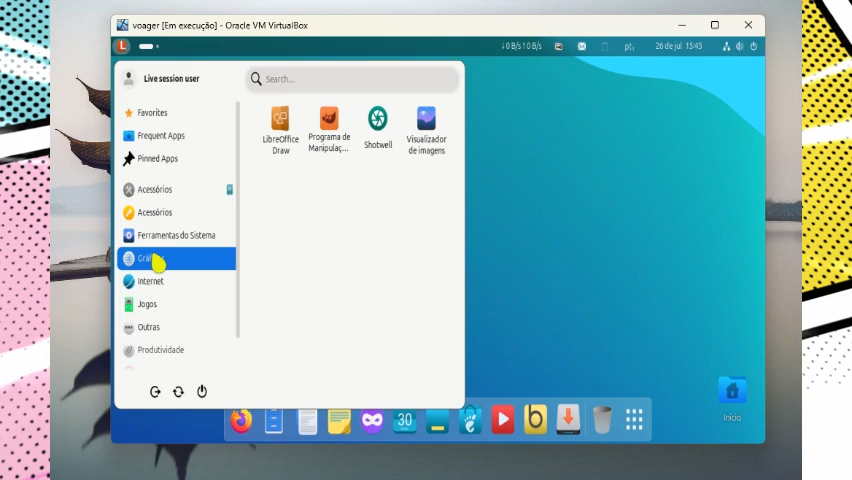 voager [Em execução] - Oracle VM VirtualBox
↓0 B/s↑0 B/s
pt₁
26 de jul 15:45
Live session user
Search...
Favorites
Frequent Apps
Pinned Apps
Acessórios
Acessórios
Ferramentas do Sistema
Internet
Jogos
Outras
Produtividade
LibreOffice
Draw
Programa de
Manipulaç...
Shotwell
Visualizador
de imagens
30
Início